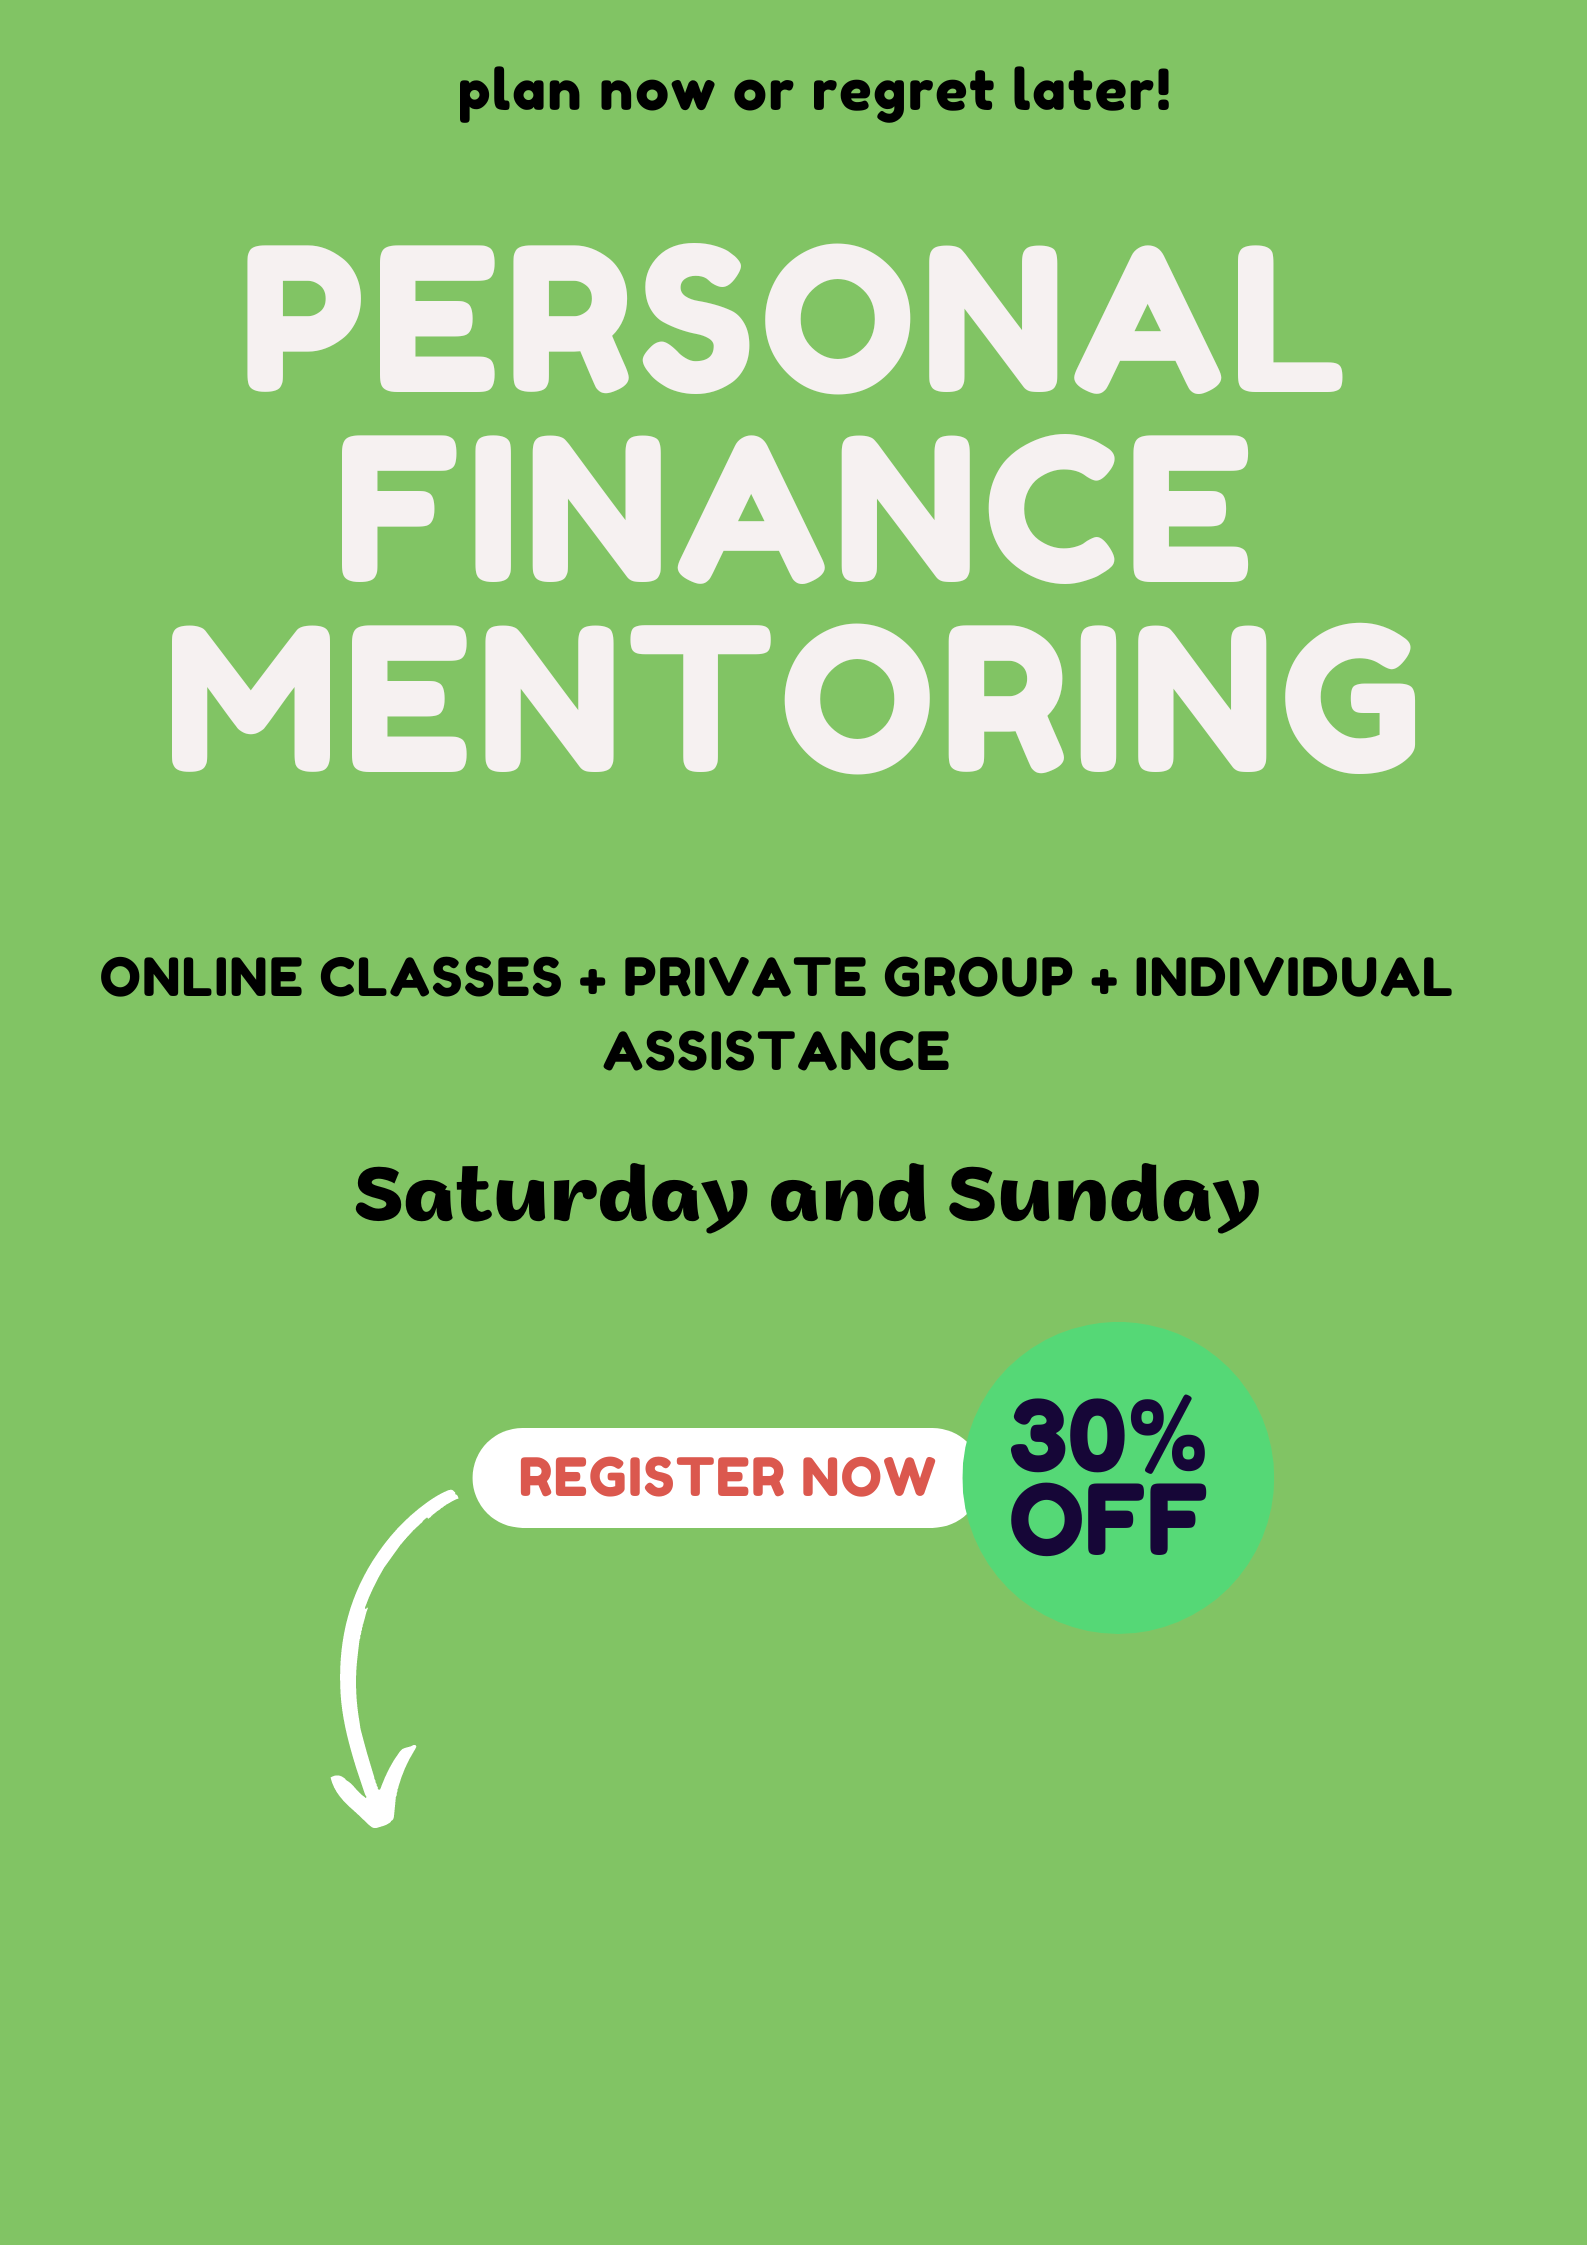 plan now or regret later!
PERSONAL
FINANCE
MENTORING
ONLINE CLASSES + PRIVATE GROUP + INDIVIDUAL
ASSISTANCE
Saturday and Sunday
REGISTER NOW
30%
OFF